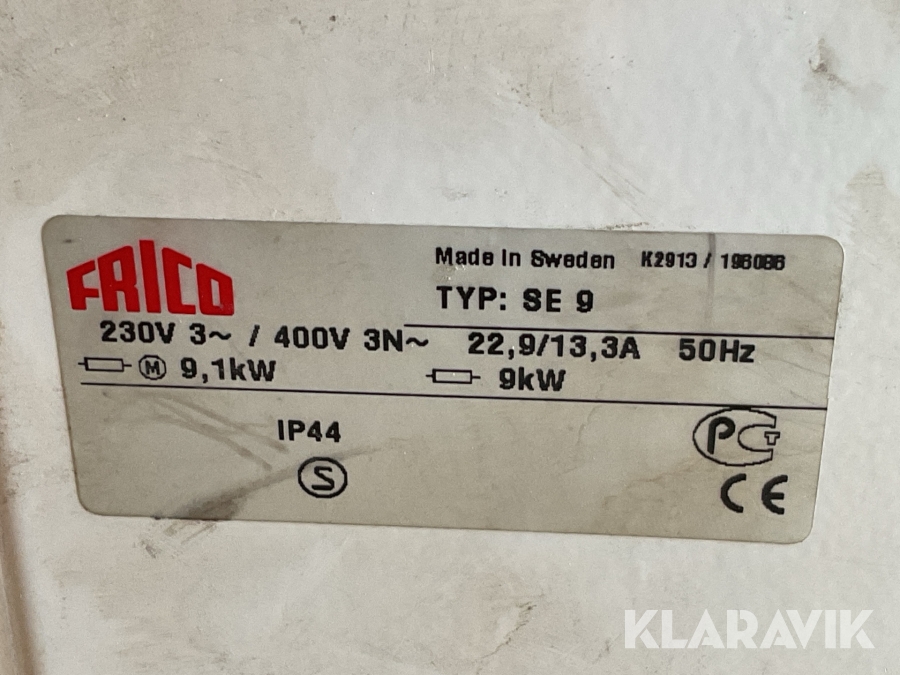 FRICO
Made in Sweden K2913 / 196086
TYP: SE 9
230V 3~ / 400V 3N~ 22,9/13,3A 50Hz
M 9,1kW 9kW
IP44
S
PCT
CE
KLARAVIK